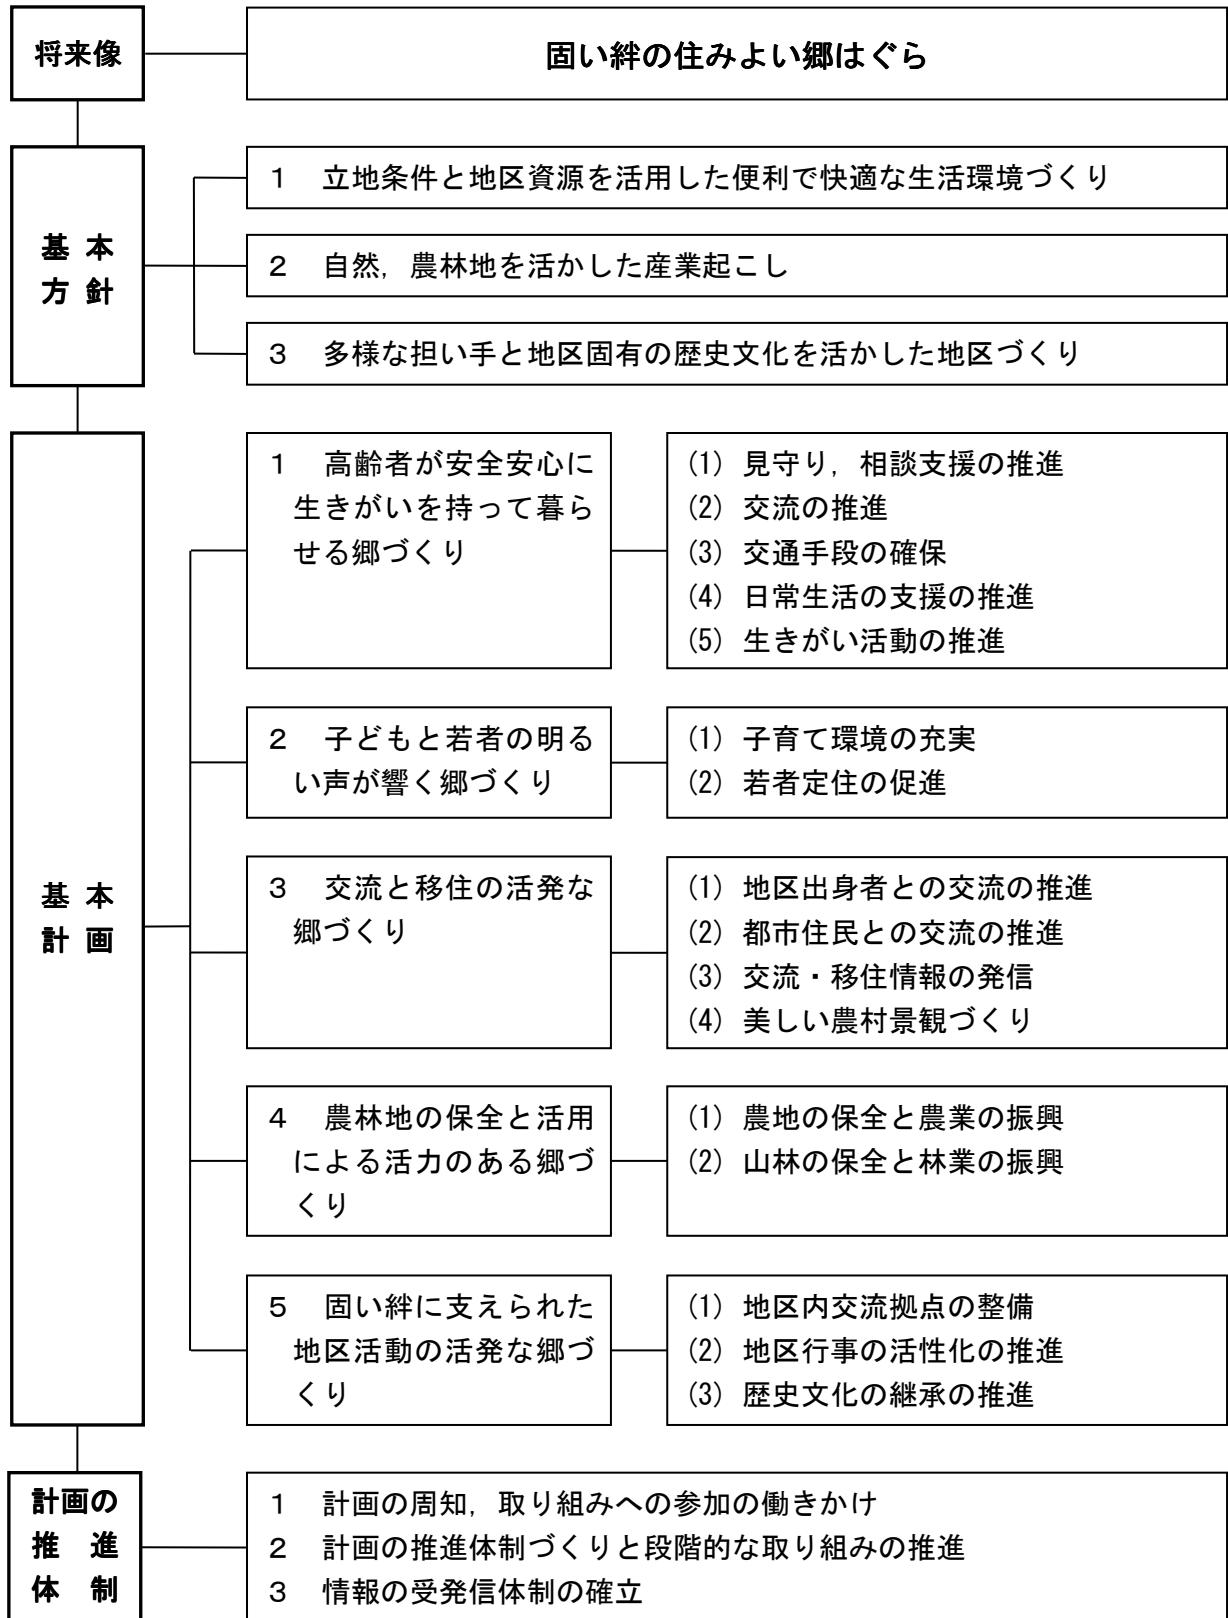 将来像
固い絆の住みよい郷はぐら
基 本
方 針
１　立地条件と地区資源を活用した便利で快適な生活環境づくり
２　自然，農林地を活かした産業起こし
３　多様な担い手と地区固有の歴史文化を活かした地区づくり
基 本
計 画
１　高齢者が安全安心に
生きがいを持って暮ら
せる郷づくり
(1) 見守り，相談支援の推進
(2) 交流の推進
(3) 交通手段の確保
(4) 日常生活の支援の推進
(5) 生きがい活動の推進
２　子どもと若者の明る
い声が響く郷づくり
(1) 子育て環境の充実
(2) 若者定住の促進
３　交流と移住の活発な
郷づくり
(1) 地区出身者との交流の推進
(2) 都市住民との交流の推進
(3) 交流・移住情報の発信
(4) 美しい農村景観づくり
４　農林地の保全と活用
による活力のある郷づ
くり
(1) 農地の保全と農業の振興
(2) 山林の保全と林業の振興
５　固い絆に支えられた
地区活動の活発な郷づ
くり
(1) 地区内交流拠点の整備
(2) 地区行事の活性化の推進
(3) 歴史文化の継承の推進
計画の
推　進
体　制
１　計画の周知，取り組みへの参加の働きかけ
２　計画の推進体制づくりと段階的な取り組みの推進
３　情報の受発信体制の確立